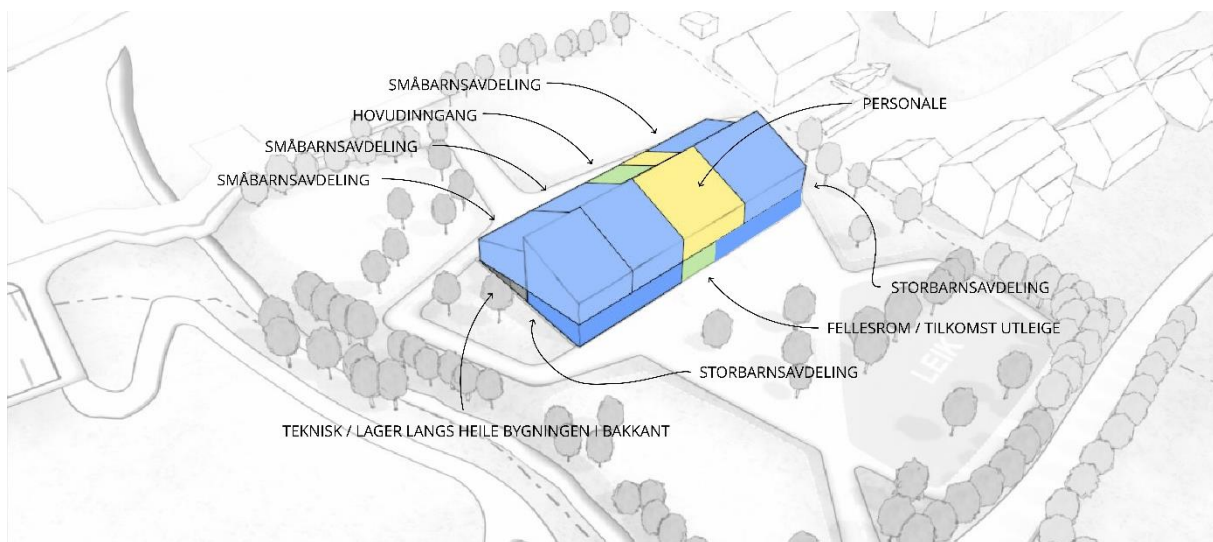 SMÅBARNSAVDELING
PERSONALE
HOVUDINNGANG
SMÅBARNSAVDELING
SMÅBARNSAVDELING
STORBARNSAVDELING
FELLESROM / TILKOMST UTLEIGE
LEIK
STORBARNSAVDELING
TEKNISK / LAGER LANGS HEILE BYGNINGEN I BAKKANT